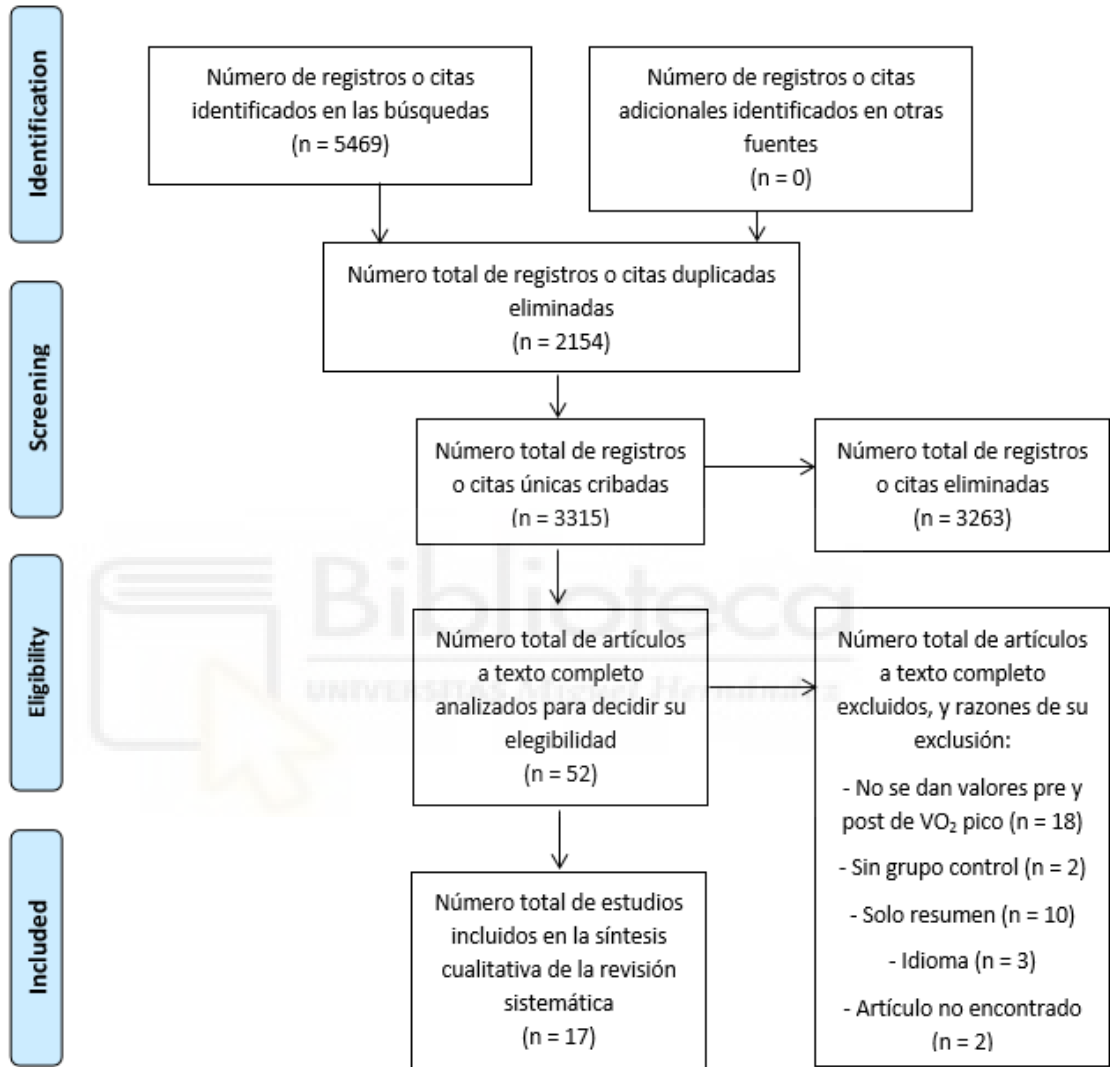 Identification
Número de registros o citas
identificados en las búsquedas
(n = 5469)
Número de registros o citas
adicionales identificados en otras
fuentes
(n = 0)
Screening
Número total de registros o citas duplicadas
eliminadas
(n = 2154)
Número total de registros
o citas únicas cribadas
(n = 3315)
Número total de registros
o citas eliminadas
(n = 3263)
Eligibility
Biblioteca
UNIVERSITAS Miguel Hernández
Número total de artículos
a texto completo
analizados para decidir su
elegibilidad
(n = 52)
Número total de artículos
a texto completo
excluidos, y razones de su
exclusión:
- No se dan valores pre y
post de VO₂ pico (n = 18)
- Sin grupo control (n = 2)
- Solo resumen (n = 10)
- Idioma (n = 3)
- Artículo no encontrado
(n = 2)
Included
Número total de estudios
incluidos en la síntesis
cualitativa de la revisión
sistemática
(n = 17)